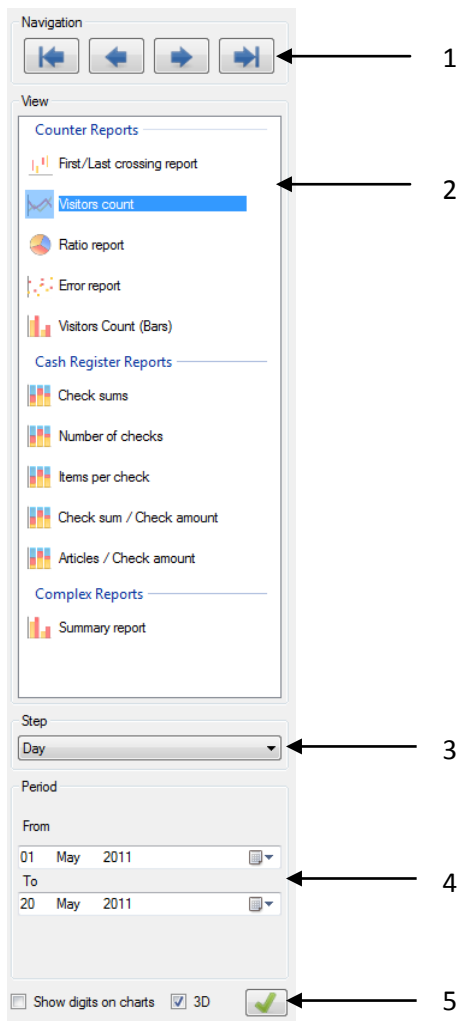 Navigation
1
View
Counter Reports
First/Last crossing report
2
Visitors count
Ratio report
Error report
Visitors Count (Bars)
Cash Register Reports
Check sums
Number of checks
Items per check
Check sum / Check amount
Articles / Check amount
Complex Reports
Summary report
Step
Day
3
Period
From
01 May 2011
To
4
20 May 2011
Show digits on charts 3D
5